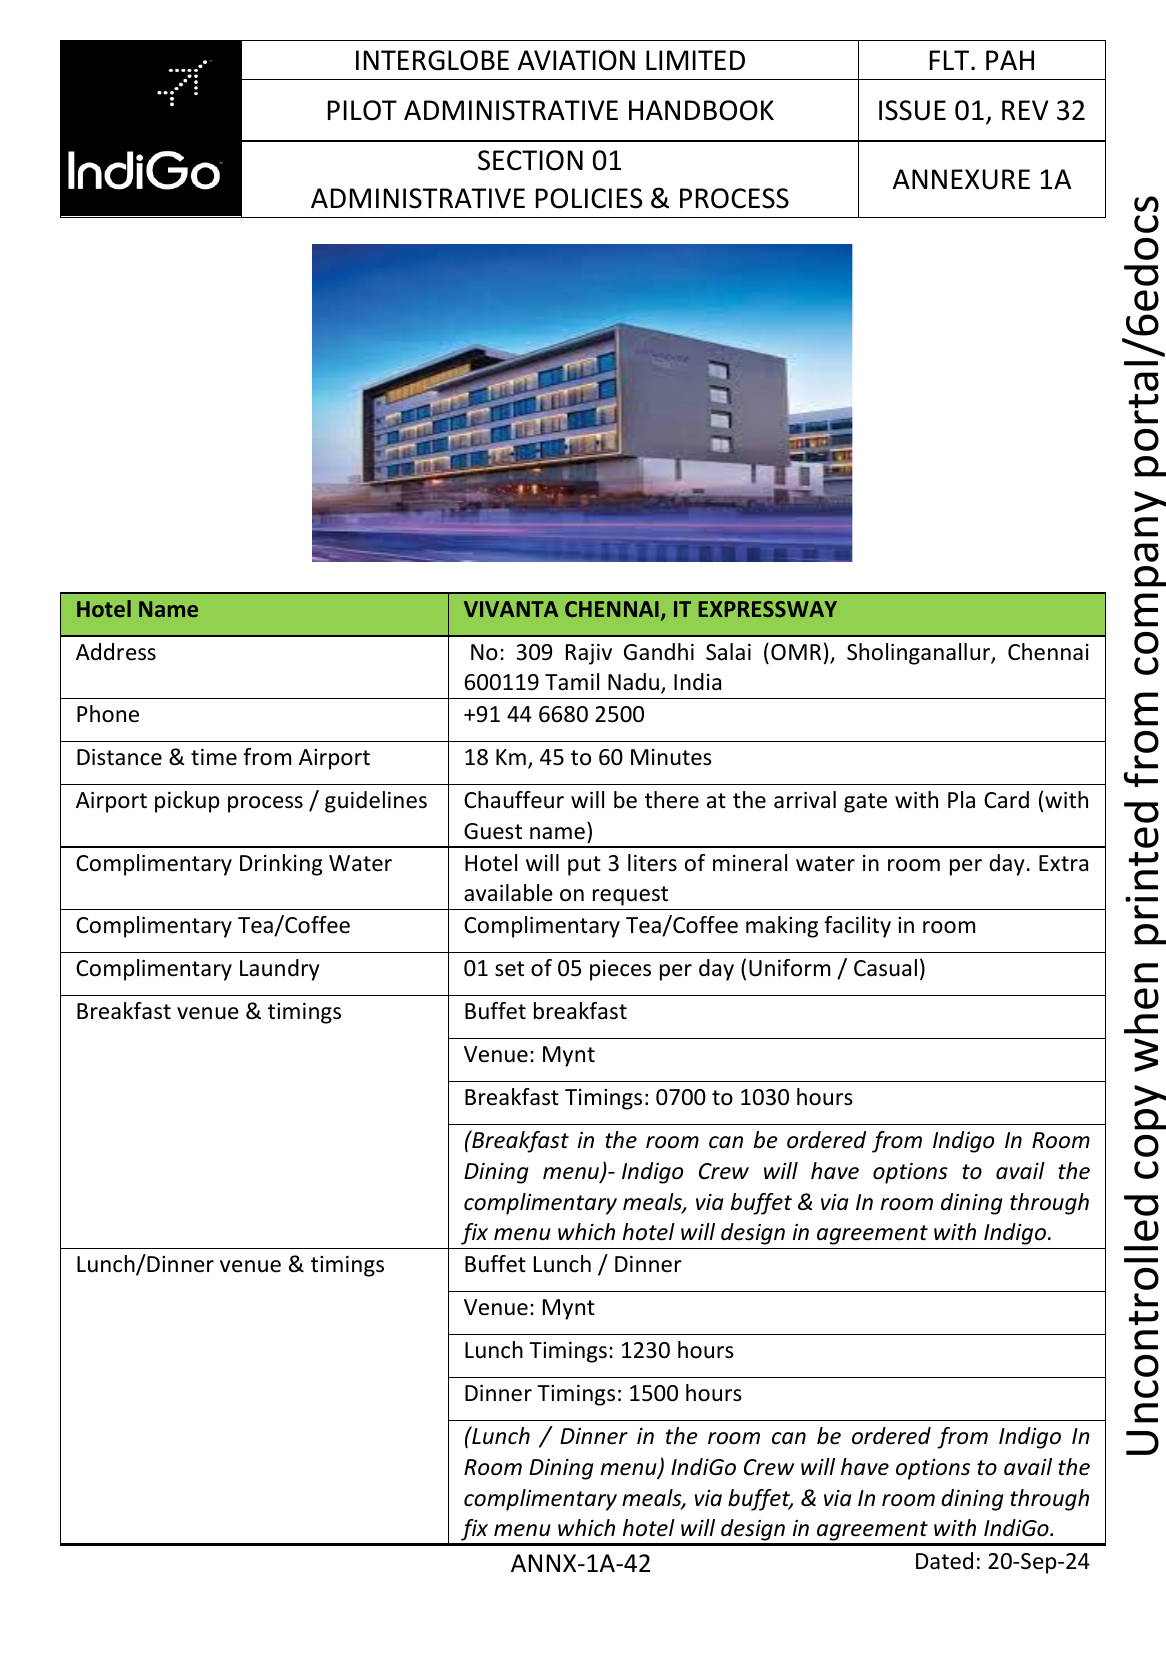 IndiGo
INTERGLOBE AVIATION LIMITED
FLT. PAH
PILOT ADMINISTRATIVE HANDBOOK
ISSUE 01, REV 32
SECTION 01
ADMINISTRATIVE POLICIES & PROCESS
ANNEXURE 1A
Hotel Name
VIVANTA CHENNAI, IT EXPRESSWAY
Address
No: 309 Rajiv Gandhi Salai (OMR), Sholinganallur, Chennai
600119 Tamil Nadu, India
Phone
+91 44 6680 2500
Distance & time from Airport
18 Km, 45 to 60 Minutes
Airport pickup process / guidelines
Chauffeur will be there at the arrival gate with Pla Card (with
Guest name)
Complimentary Drinking Water
Hotel will put 3 liters of mineral water in room per day. Extra
available on request
Complimentary Tea/Coffee
Complimentary Tea/Coffee making facility in room
Complimentary Laundry
01 set of 05 pieces per day (Uniform / Casual)
Breakfast venue & timings
Buffet breakfast
Venue: Mynt
Breakfast Timings: 0700 to 1030 hours
(Breakfast in the room can be ordered from Indigo In Room
Dining menu)- Indigo Crew will have options to avail the
complimentary meals, via buffet & via In room dining through
fix menu which hotel will design in agreement with Indigo.
Lunch/Dinner venue & timings
Buffet Lunch / Dinner
Venue: Mynt
Lunch Timings: 1230 hours
Dinner Timings: 1500 hours
(Lunch / Dinner in the room can be ordered from Indigo In
Room Dining menu) IndiGo Crew will have options to avail the
complimentary meals, via buffet, & via In room dining through
fix menu which hotel will design in agreement with IndiGo.
ANNX-1A-42
Dated: 20-Sep-24
Uncontrolled copy when printed from company portal/6edocs